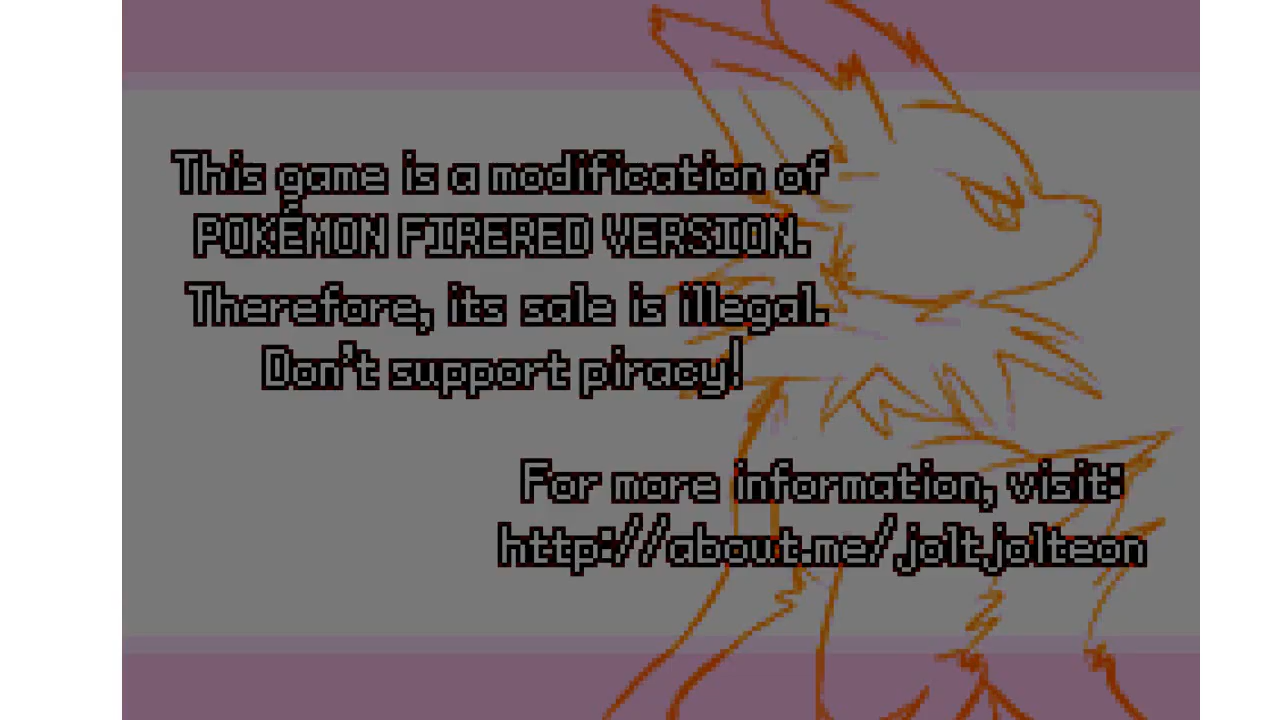 This game is a modification of
POKÉMON FIRERED VERSION.
Therefore, its sale is illegal.
Don't support piracy!
For more information, visit:
http://about.me/joltjolteon